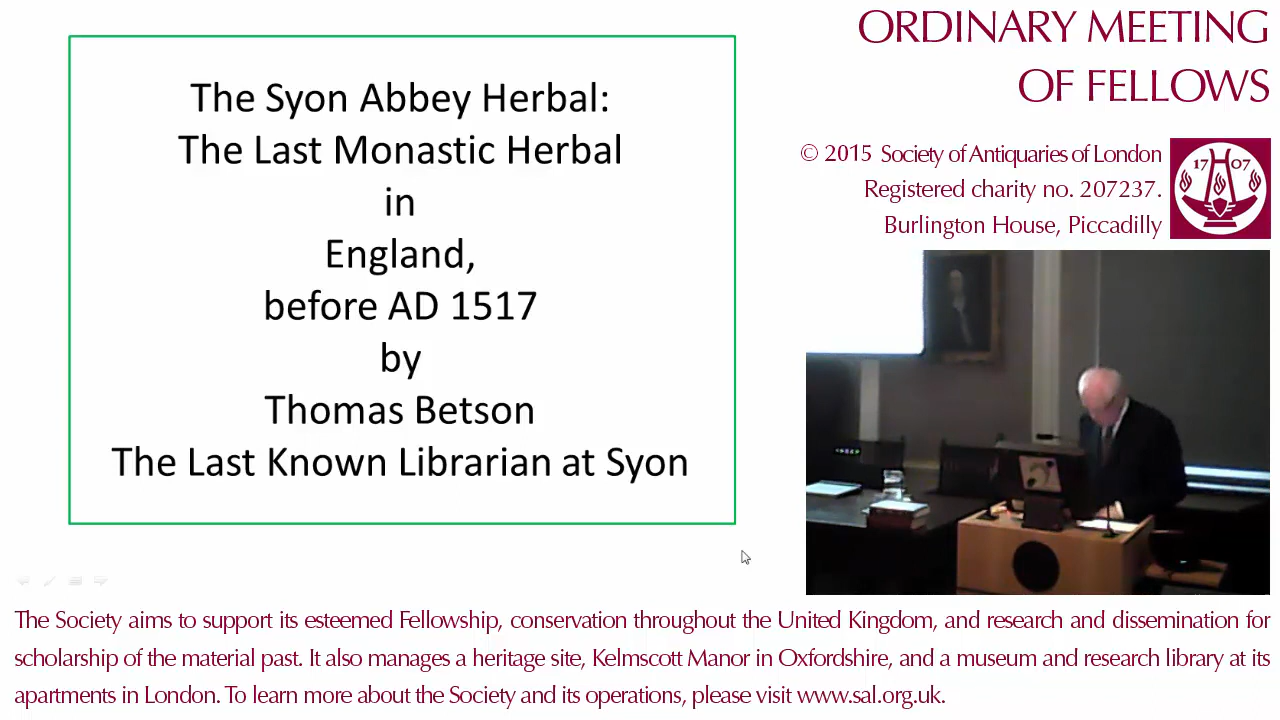 The Syon Abbey Herbal:
The Last Monastic Herbal
in
England,
before AD 1517
by
Thomas Betson
The Last Known Librarian at Syon
ORDINARY MEETING
OF FELLOWS
© 2015 Society of Antiquaries of London
Registered charity no. 207237.
Burlington House, Piccadilly
17 07
The Society aims to support its esteemed Fellowship, conservation throughout the United Kingdom, and research and dissemination for
scholarship of the material past. It also manages a heritage site, Kelmscott Manor in Oxfordshire, and a museum and research library at its
apartments in London. To learn more about the Society and its operations, please visit www.sal.org.uk.